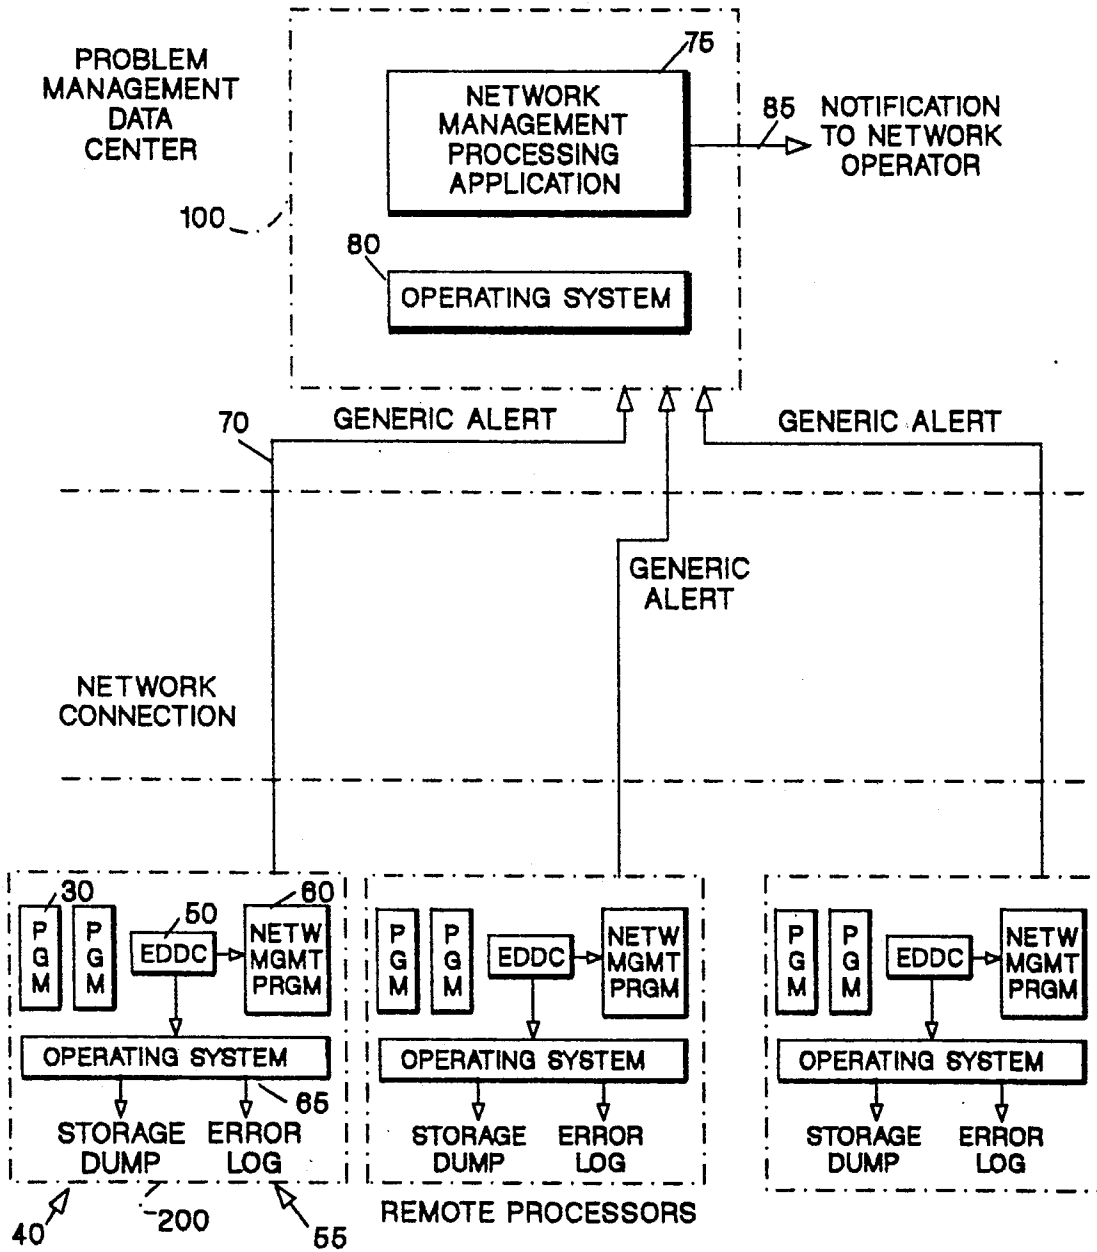 PROBLEM
MANAGEMENT
DATA
CENTER
100
75
NETWORK
MANAGEMENT
PROCESSING
APPLICATION
85
NOTIFICATION
TO NETWORK
OPERATOR
80
OPERATING SYSTEM
70
GENERIC ALERT
GENERIC ALERT
GENERIC
ALERT
NETWORK
CONNECTION
30
50
60
P
G
M
P
G
M
EDDC
NETW
MGMT
PRGM
OPERATING SYSTEM
65
STORAGE
DUMP
ERROR
LOG
40
200
55
P
G
M
P
G
M
EDDC
NETW
MGMT
PRGM
OPERATING SYSTEM
STORAGE
DUMP
ERROR
LOG
REMOTE PROCESSORS
P
G
M
P
G
M
EDDC
NETW
MGMT
PRGM
OPERATING SYSTEM
STORAGE
DUMP
ERROR
LOG